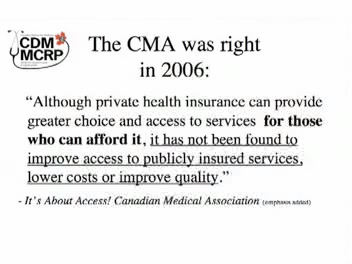 CDM
MCRP
The CMA was right
in 2006:
“Although private health insurance can provide
greater choice and access to services for those
who can afford it, it has not been found to
improve access to publicly insured services,
lower costs or improve quality.”
- It's About Access! Canadian Medical Association (emphasis added)